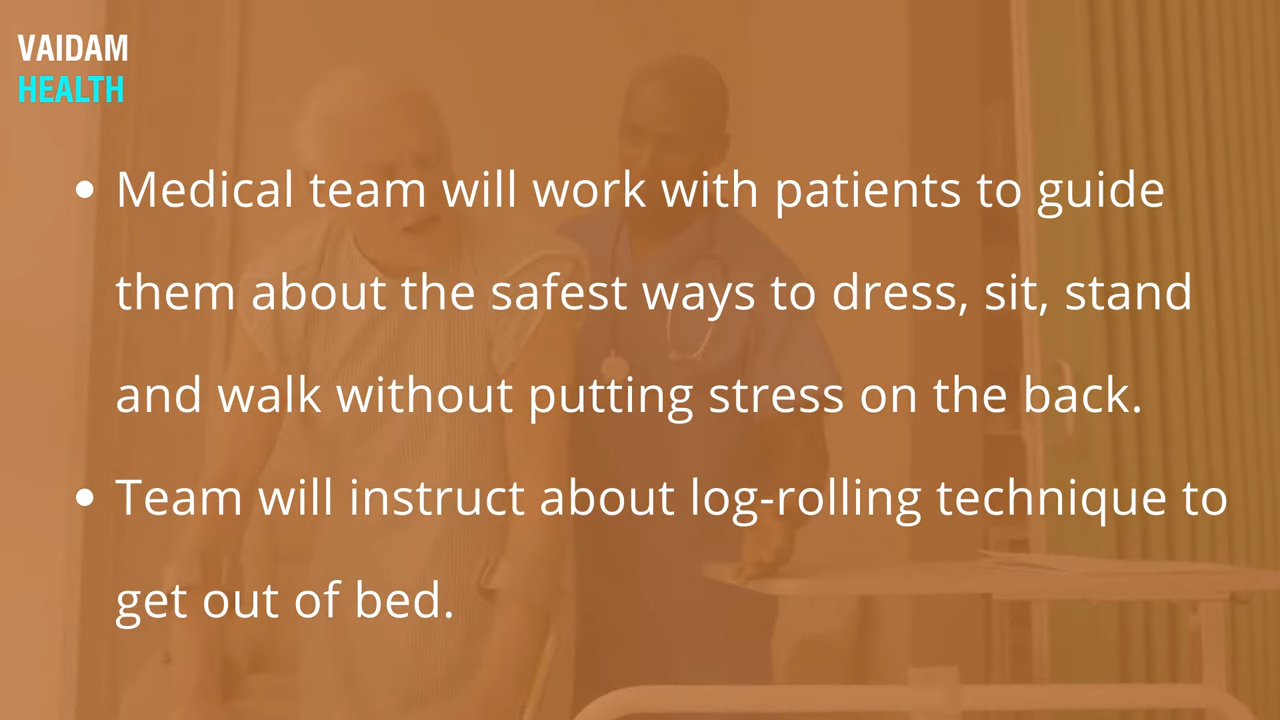 VAIDAM
HEALTH
• Medical team will work with patients to guide
them about the safest ways to dress, sit, stand
and walk without putting stress on the back.
• Team will instruct about log-rolling technique to
get out of bed.